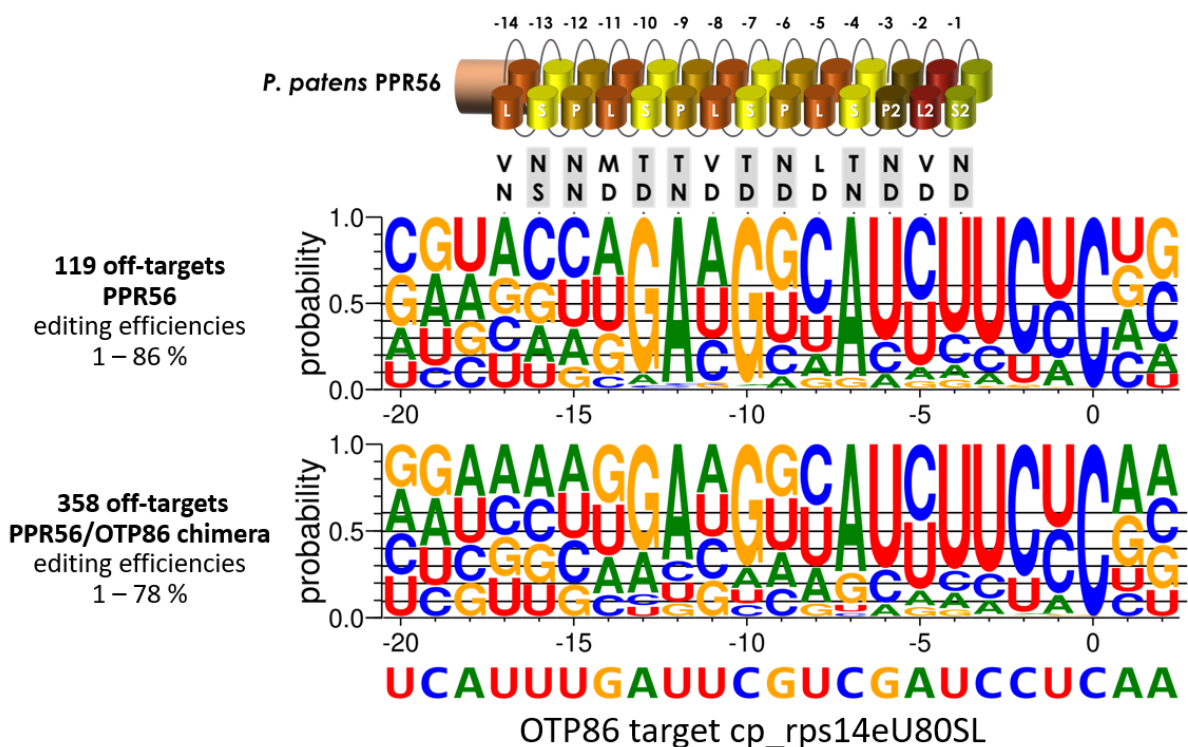 -14 -13 -12 -11 -10 -9 -8 -7 -6 -5 -4 -3 -2 -1
P. patens PPR56
L S P L S P L S P L S P2 L2 S2
V N N M T T V T N L T N V N
N S N D D N D D D D N D D D
119 off-targets
PPR56
editing efficiencies
1 – 86 %
probability
1.0
0.5
0.0
CGUACCAGAAGGCAUCUUCUCUG
-20 -15 -10 -5 0
358 off-targets
PPR56/OTP86 chimera
editing efficiencies
1 – 78 %
probability
1.0
0.5
0.0
GGAAAAGGAAGGCAUCUUCUCAA
-20 -15 -10 -5 0
UCAUUUGAUUCGUCGAUCCUCAA
OTP86 target cp_rps14eU80SL